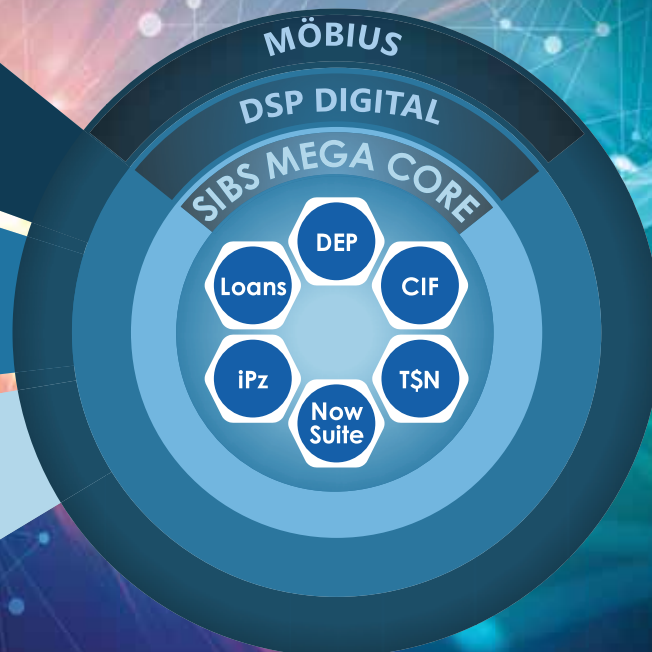 MÖBIUS
DSP DIGITAL
SIBS MEGA CORE
DEP
Loans
CIF
iPz
T$N
Now
Suite